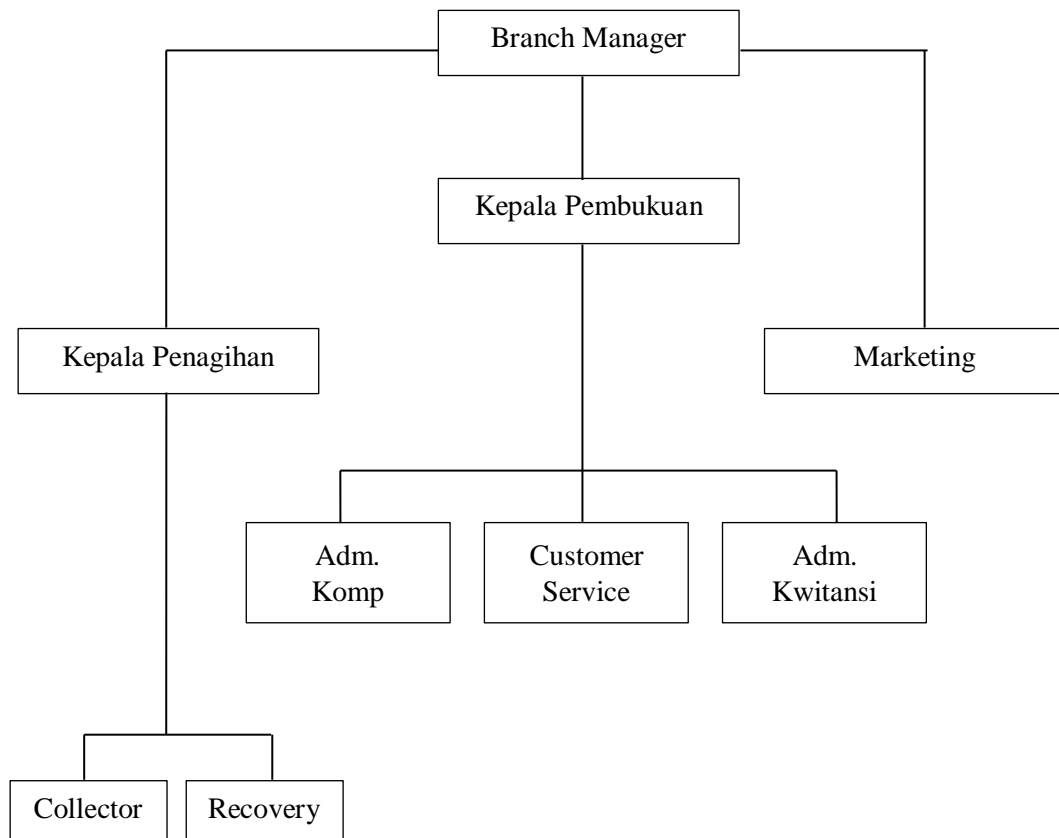 Branch Manager
Kepala Pembukuan
Kepala Penagihan
Marketing
Adm.
Komp
Customer
Service
Adm.
Kwitansi
Collector
Recovery